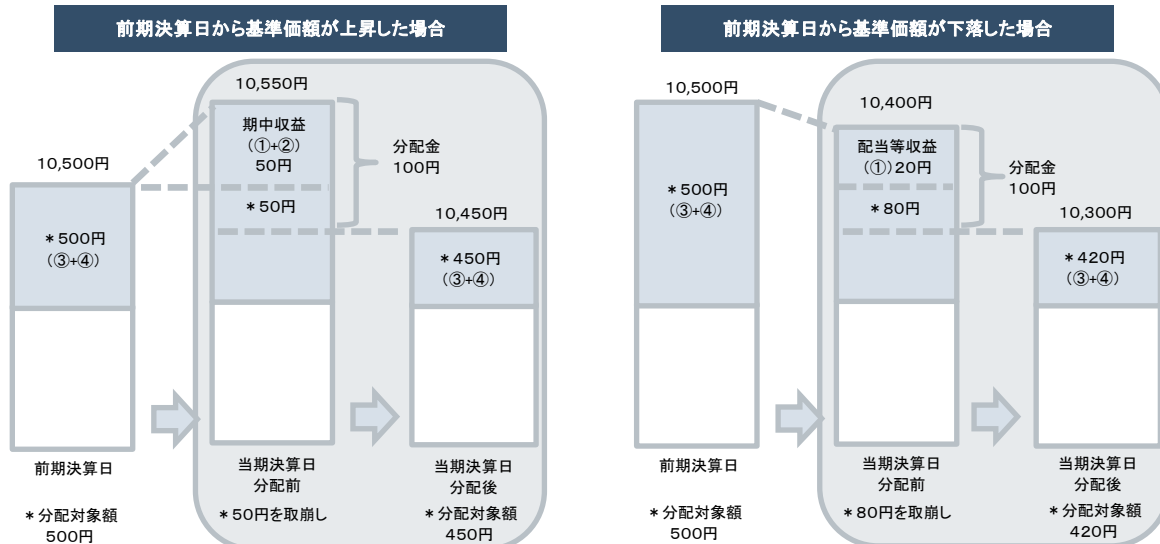 前期決算日から基準価額が上昇した場合
10,550円
期中収益
(①+②)
50円
分配金
100円
10,500円
*50円
10,450円
*500円
(③+④)
*450円
(③+④)
前期決算日
当期決算日
分配前
当期決算日
分配後
*分配対象額
500円
*50円を取崩し
*分配対象額
450円
前期決算日から基準価額が下落した場合
10,500円
10,400円
配当等収益
(①)20円
分配金
100円
*500円
(③+④)
*80円
10,300円
*420円
(③+④)
前期決算日
当期決算日
分配前
当期決算日
分配後
*分配対象額
500円
*80円を取崩し
*分配対象額
420円